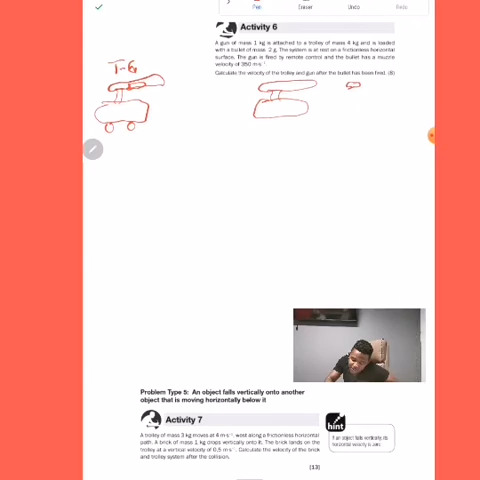 Pen
Eraser
Undo
Redo
Activity 6
A gun of mass 1 kg is attached to a trolley of mass 4 kg and is loaded
with a bullet of mass 2 g. The system is at rest on a frictionless horizontal
surface. The gun is fired by remote control and the bullet has a muzzle
velocity of 350 m·s⁻¹.
Calculate the velocity of the trolley and gun after the bullet has been fired. (8)
T-G
Problem Type 5: An object falls vertically onto another
object that is moving horizontally below it
Activity 7
A trolley of mass 3 kg moves at 4 m·s⁻¹, west along a frictionless horizontal
path. A brick of mass 1 kg drops vertically onto it. The brick lands on the
trolley at a vertical velocity of 0,5 m·s⁻¹. Calculate the velocity of the brick
and trolley system after the collision.
[13]
hint
If an object falls vertically, its
horizontal velocity is zero.